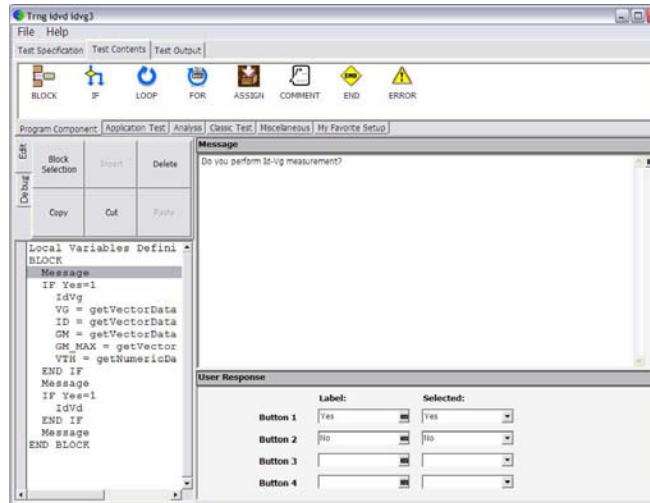 Trng Idvd Idvg3
File Help
Test Specification Test Contents Test Output
BLOCK IF LOOP FOR ASSIGN COMMENT END ERROR
Program Component Application Test Analysis Classic Test Miscelaneous My Favorite Setup
Edit
Debug
Block Selection Insert Delete
Copy Cut Paste
Local Variables Defini
BLOCK
Message
IF Yes=1
IdVg
VG = getVectorData
ID = getVectorData
GM = getVectorData
GM_MAX = getVector
VTH = getNumericDa
END IF
Message
IF Yes=1
IdVd
END IF
Message
END BLOCK
Message
Do you perform Id-Vg measurement?
User Response
Label: Selected:
Button 1 Yes Yes
Button 2 No No
Button 3
Button 4